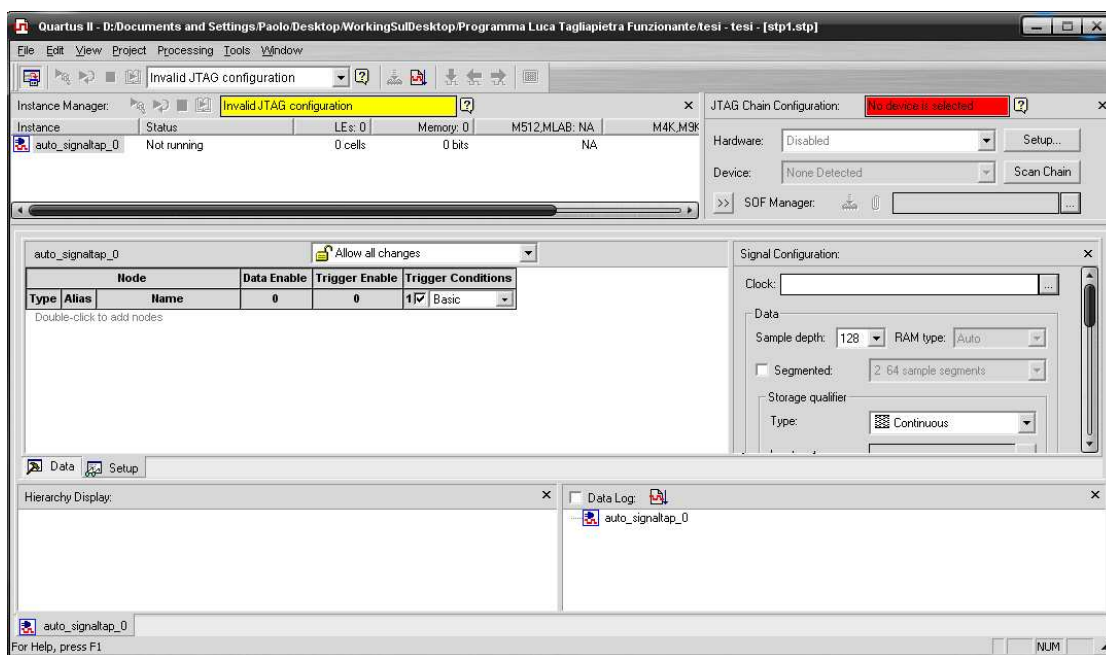 Quartus II - D:/Documents and Settings/Paolo/Desktop/WorkingSulDesktop/Programma Luca Tagliapietra Funzionante/tesi - tesi - [stp1.stp]
File Edit View Project Processing Tools Window
Invalid JTAG configuration
Instance Manager: Invalid JTAG configuration
Instance Status LEs: 0 Memory: 0 M512,MLAB: NA M4K,M9K
auto_signaltap_0 Not running 0 cells 0 bits NA
JTAG Chain Configuration: No device is selected
Hardware: Disabled Setup...
Device: None Detected Scan Chain
>> SOF Manager: ...
auto_signaltap_0 Allow all changes
Node Data Enable Trigger Enable Trigger Conditions
Type Alias Name 0 0 1 Basic
Double-click to add nodes
Data Setup
Signal Configuration:
Clock: ...
Data
Sample depth: 128 RAM type: Auto
Segmented: 2 64 sample segments
Storage qualifier
Type: Continuous
Hierarchy Display:
Data Log:
auto_signaltap_0
auto_signaltap_0
For Help, press F1 NUM